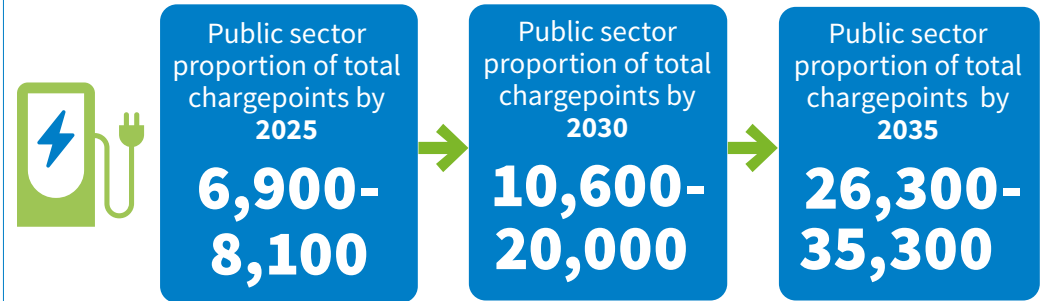 Public sector
proportion of total
chargepoints by
2025
6,900-
8,100
Public sector
proportion of total
chargepoints by
2030
10,600-
20,000
Public sector
proportion of total
chargepoints by
2035
26,300-
35,300